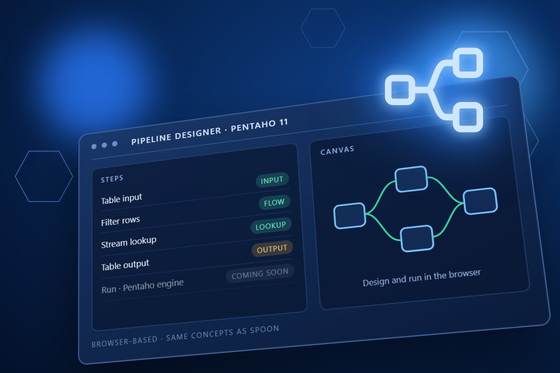 PIPELINE DESIGNER · PENTAHO 11
STEPS
Table input INPUT
Filter rows FLOW
Stream lookup LOOKUP
Table output OUTPUT
Run · Pentaho engine COMING SOON
CANVAS
Design and run in the browser
BROWSER-BASED · SAME CONCEPTS AS SPOON